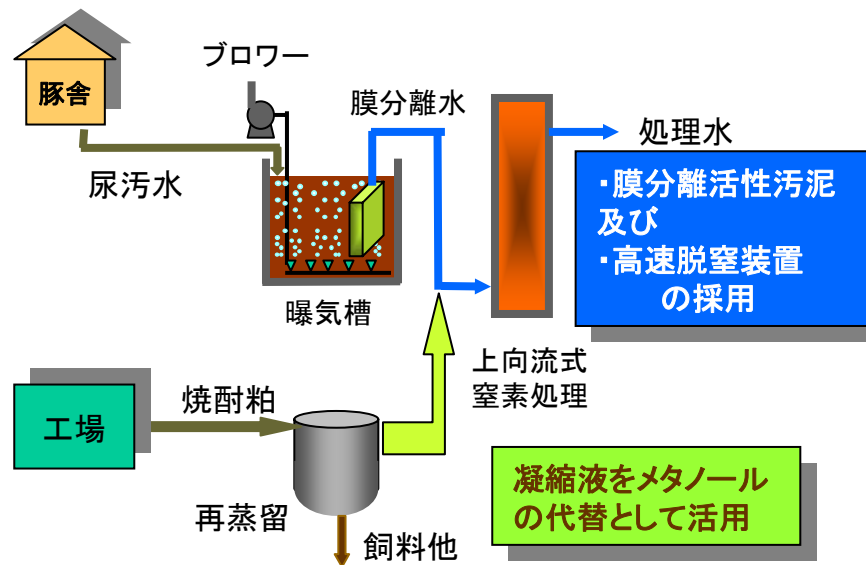 豚舎
ブロワー
膜分離水
処理水
尿汚水
・膜分離活性汚泥
及び
・高速脱窒装置
の採用
曝気槽
上向流式
窒素処理
工場
焼酎粕
再蒸留
飼料他
凝縮液をメタノール
の代替として活用